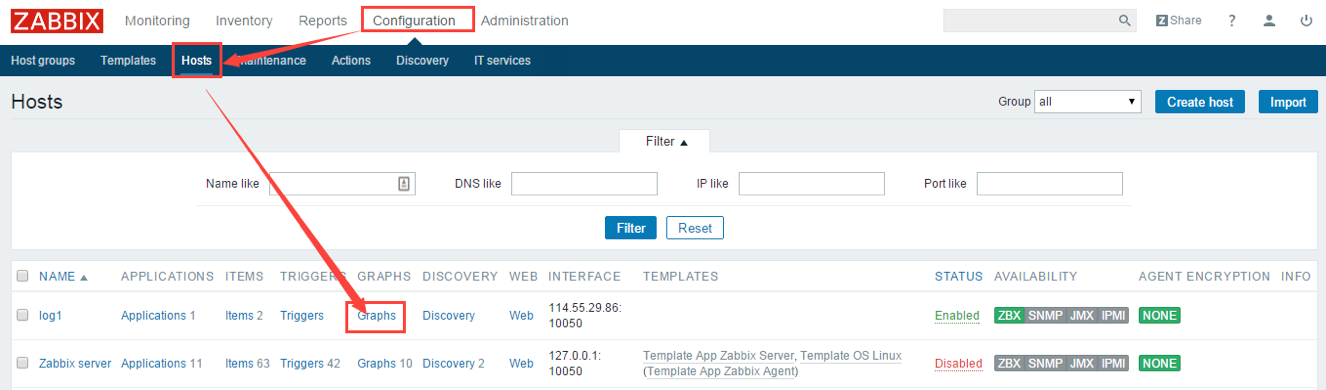 ZABBIX Monitoring Inventory Reports Configuration Administration Z Share ?
Host groups Templates Hosts Maintenance Actions Discovery IT services
Hosts Group all Create host Import
Filter
Name like DNS like IP like Port like
Filter Reset
NAME APPLICATIONS ITEMS TRIGGERS GRAPHS DISCOVERY WEB INTERFACE TEMPLATES STATUS AVAILABILITY AGENT ENCRYPTION INFO
log1 Applications 1 Items 2 Triggers Graphs Discovery Web 114.55.29.86: Enabled ZBX SNMP JMX IPMI NONE
10050
Zabbix server Applications 11 Items 63 Triggers 42 Graphs 10 Discovery 2 Web 127.0.0.1: Template App Zabbix Server, Template OS Linux Disabled ZBX SNMP JMX IPMI NONE
10050 (Template App Zabbix Agent)